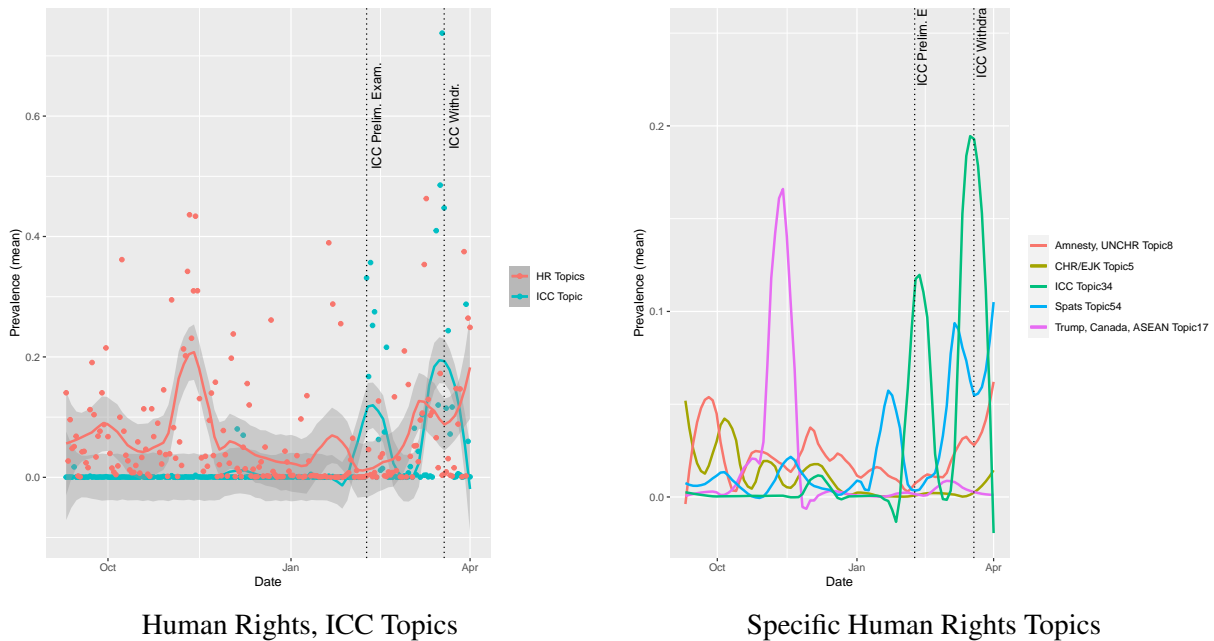 0.6
0.4
0.2
0.0
Prevalence (mean)
ICC Prelim. Exam.
ICC Withdr.
Oct
Jan
Apr
Date
HR Topics
ICC Topic
Human Rights, ICC Topics
0.2
0.1
0.0
Prevalence (mean)
ICC Prelim. E
ICC Withdra
Oct
Jan
Apr
Date
Amnesty, UNCHR Topic8
CHR/EJK Topic5
ICC Topic34
Spats Topic54
Trump, Canada, ASEAN Topic17
Specific Human Rights Topics